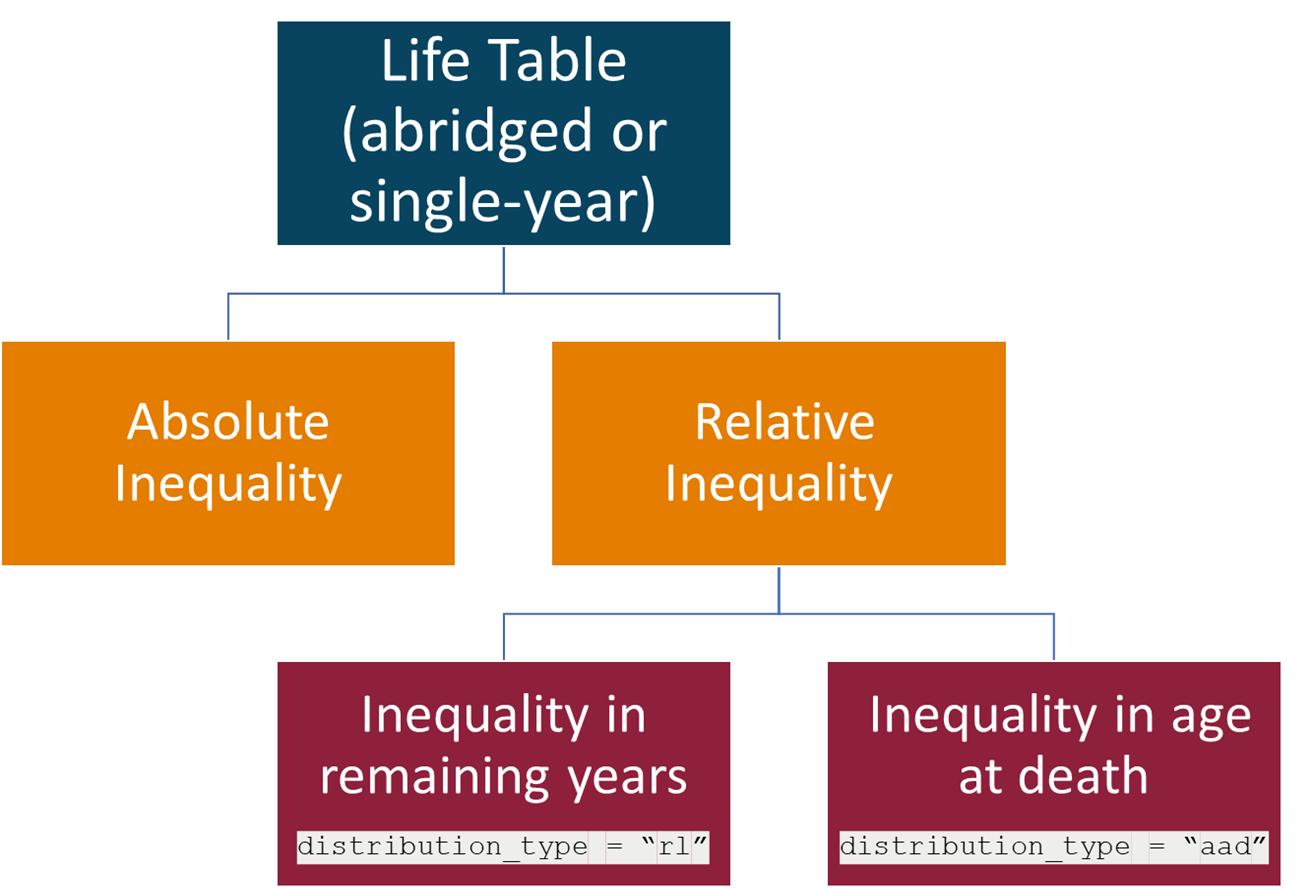 Life Table
(abridged or
single-year)
Absolute
Inequality
Relative
Inequality
Inequality in
remaining years
distribution_type = “rl”
Inequality in age
at death
distribution_type = “aad”